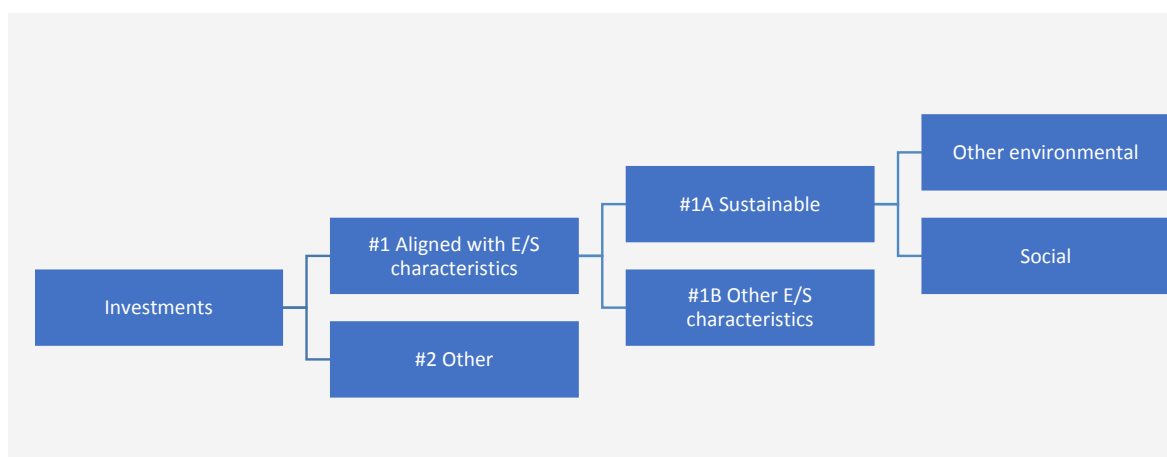 Investments
#1 Aligned with E/S
characteristics
#2 Other
#1A Sustainable
#1B Other E/S
characteristics
Other environmental
Social